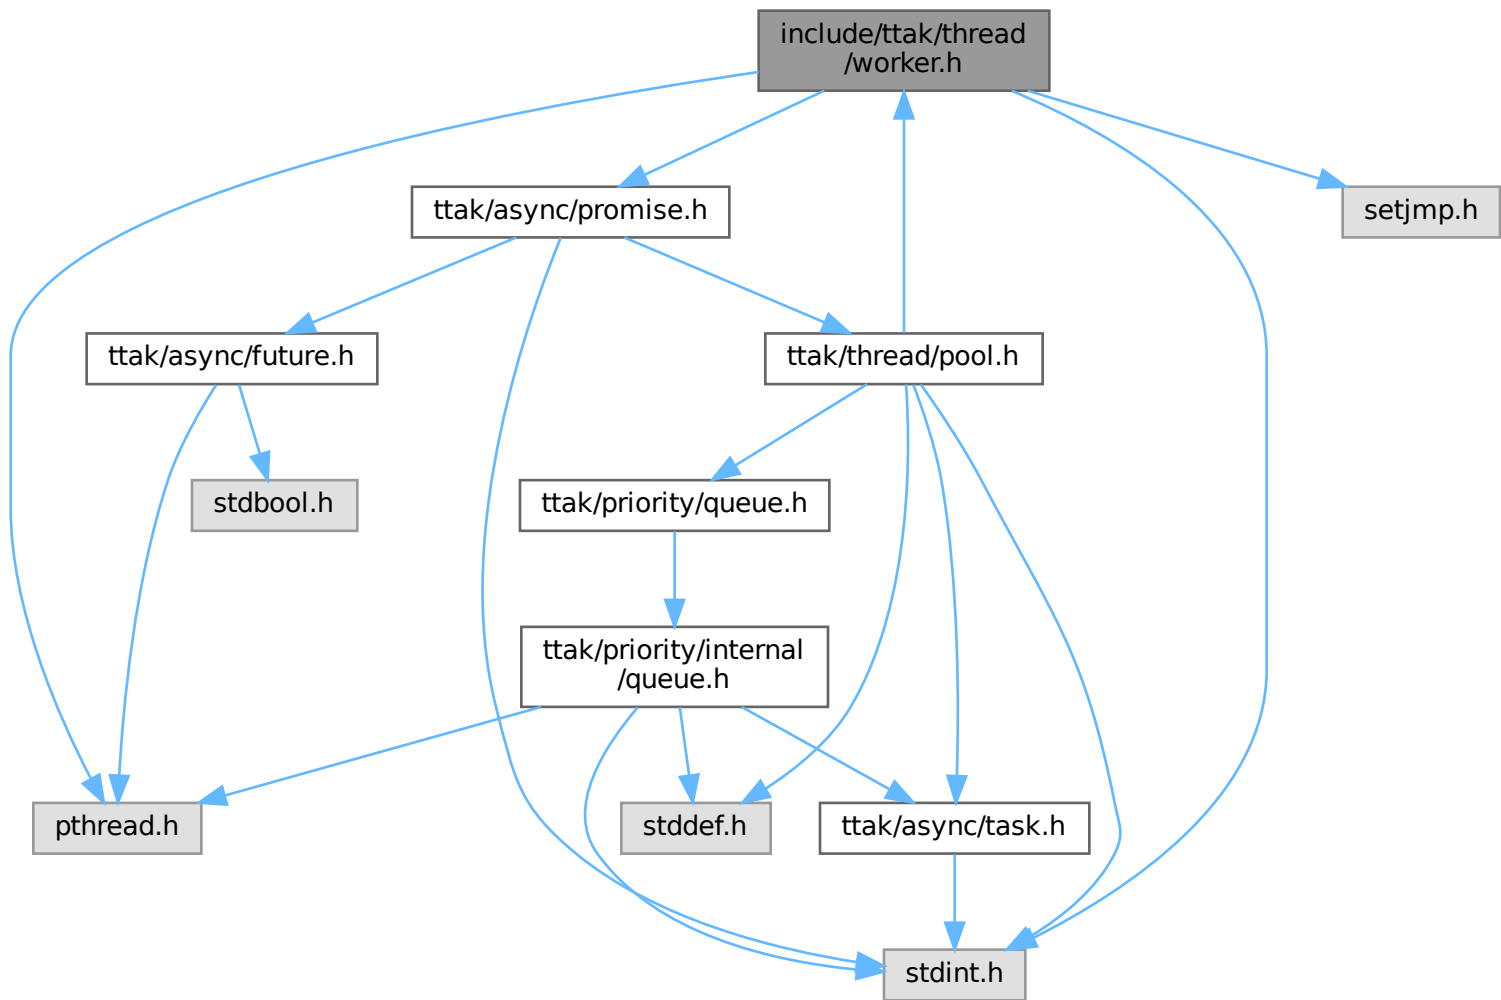 include/ttak/thread
/worker.h
ttak/async/promise.h
setjmp.h
ttak/async/future.h
ttak/thread/pool.h
stdbool.h
ttak/priority/queue.h
ttak/priority/internal
/queue.h
pthread.h
stddef.h
ttak/async/task.h
stdint.h